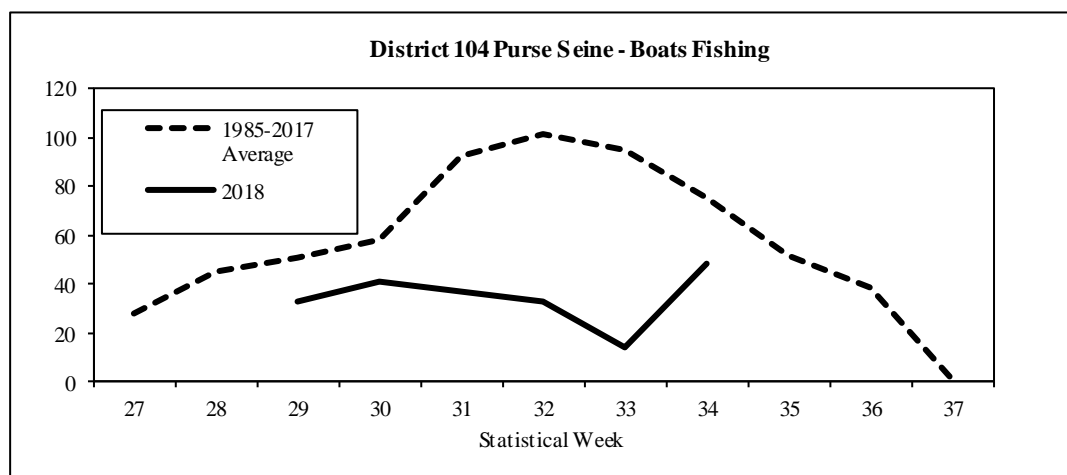 District 104 Purse Seine - Boats Fishing
120
100
80
60
40
20
0
1985-2017
Average
2018
27 28 29 30 31 32 33 34 35 36 37
Statistical Week